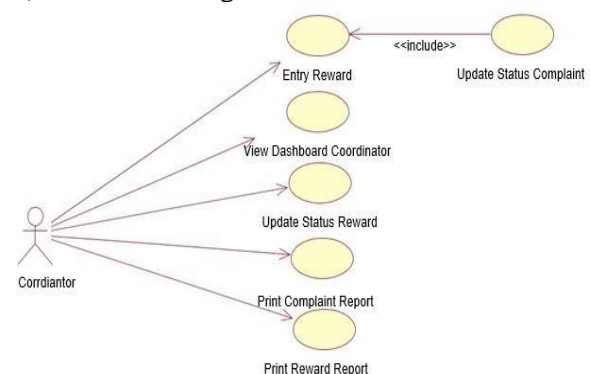 <<include>>
Entry Reward
Update Status Complaint
View Dashboard Coordinator
Update Status Reward
Corrdiantor
Print Complaint Report
Print Reward Report